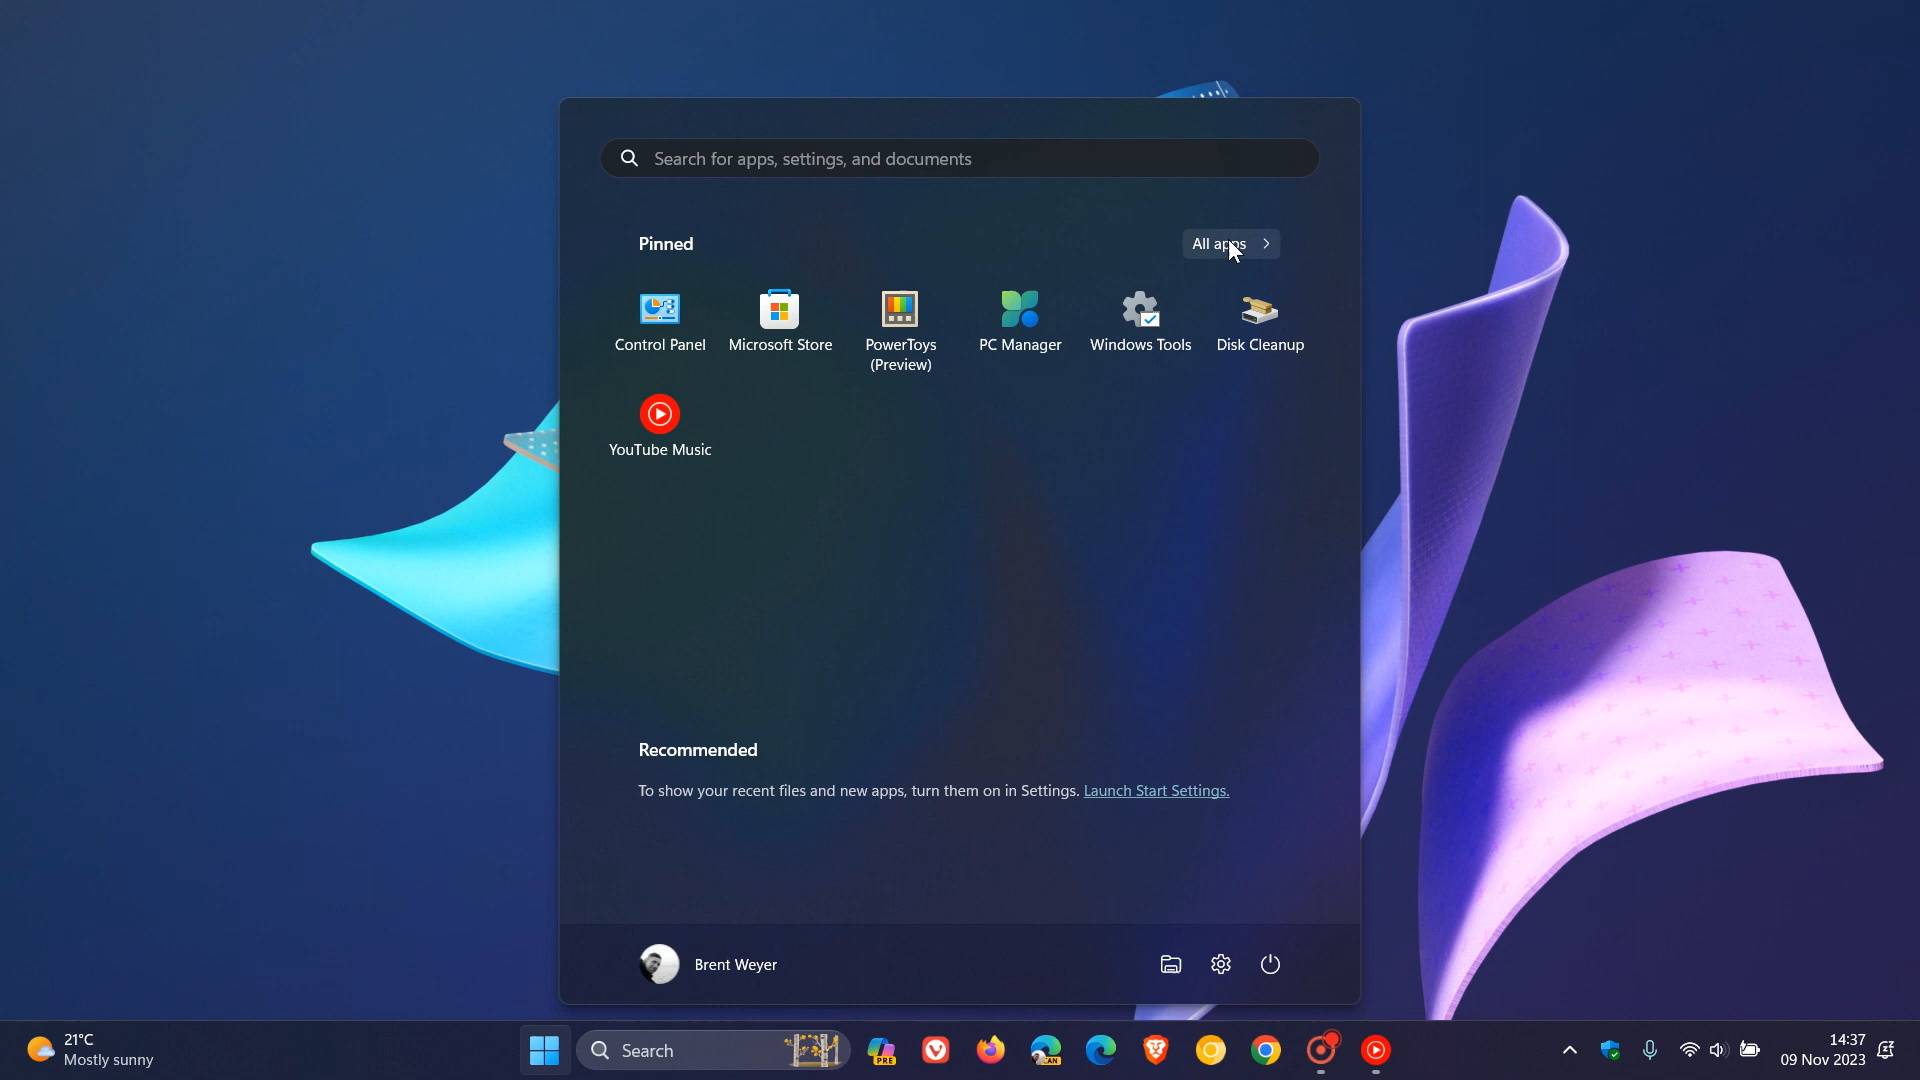 Search for apps, settings, and documents
Pinned
All apps
Control Panel
Microsoft Store
PowerToys
(Preview)
PC Manager
Windows Tools
Disk Cleanup
YouTube Music
Recommended
To show your recent files and new apps, turn them on in Settings. Launch Start Settings.
Brent Weyer
21°C
Mostly sunny
Search
PRE
CAN
14:37
09 Nov 2023